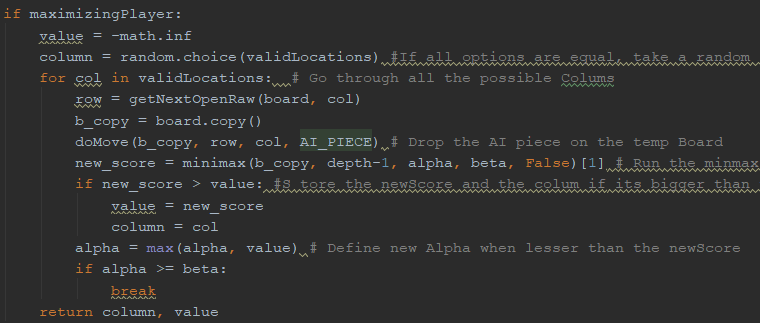 if maximizingPlayer:
    value = -math.inf
    column = random.choice(validLocations) #If all options are equal, take a random
    for col in validLocations:  # Go through all the possible Colums
        row = getNextOpenRaw(board, col)
        b_copy = board.copy()
        doMove(b_copy, row, col, AI_PIECE) # Drop the AI piece on the temp Board
        new_score = minimax(b_copy, depth-1, alpha, beta, False)[1] # Run the minmax
        if new_score > value: #S tore the newScore and the colum if its bigger than
            value = new_score
            column = col
        alpha = max(alpha, value) # Define new Alpha when lesser than the newScore
        if alpha >= beta:
            break
    return column, value